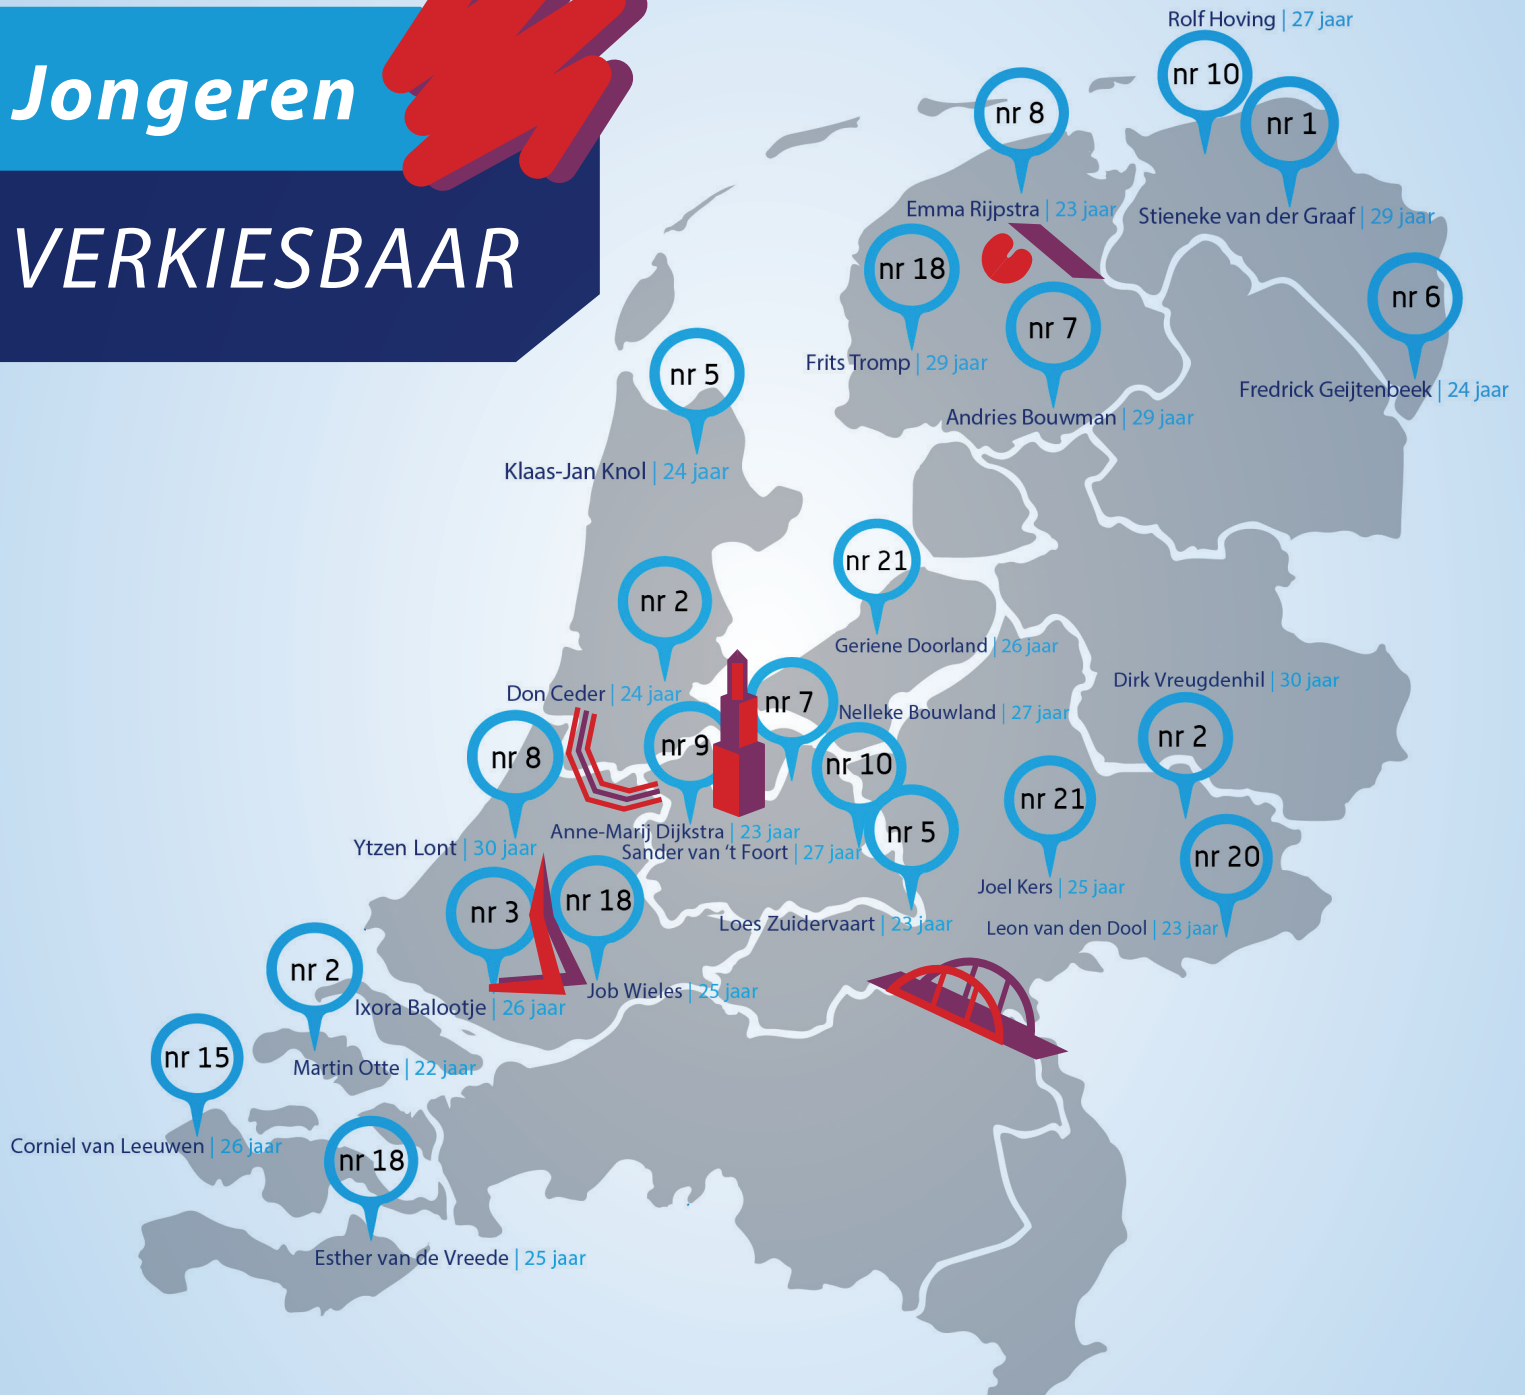 Jongeren
VERKIESBAAR
Rolf Hoving | 27 jaar
nr 10
nr 8
nr 1
Emma Rijpstra | 23 jaar
Stieneke van der Graaf | 29 jaar
nr 18
nr 6
nr 7
nr 5
Frits Tromp | 29 jaar
Fredrick Geijtenbeek | 24 jaar
Andries Bouwman | 29 jaar
Klaas-Jan Knol | 24 jaar
nr 21
nr 2
Geriene Doorland | 26 jaar
Dirk Vreugdenhil | 30 jaar
Don Ceder | 24 jaar
nr 7
Nelleke Bouwland | 27 jaar
nr 2
nr 9
nr 8
nr 10
nr 21
nr 5
Anne-Marij Dijkstra | 23 jaar
Ytzen Lont | 30 jaar
Sander van ‘t Foort | 27 jaar
nr 20
Joel Kers | 25 jaar
nr 3
nr 18
Loes Zuidervaart | 23 jaar
Leon van den Dool | 23 jaar
nr 2
Job Wieles | 25 jaar
Ixora Balootje | 26 jaar
nr 15
Martin Otte | 22 jaar
Corniel van Leeuwen | 26 jaar
nr 18
Esther van de Vreede | 25 jaar